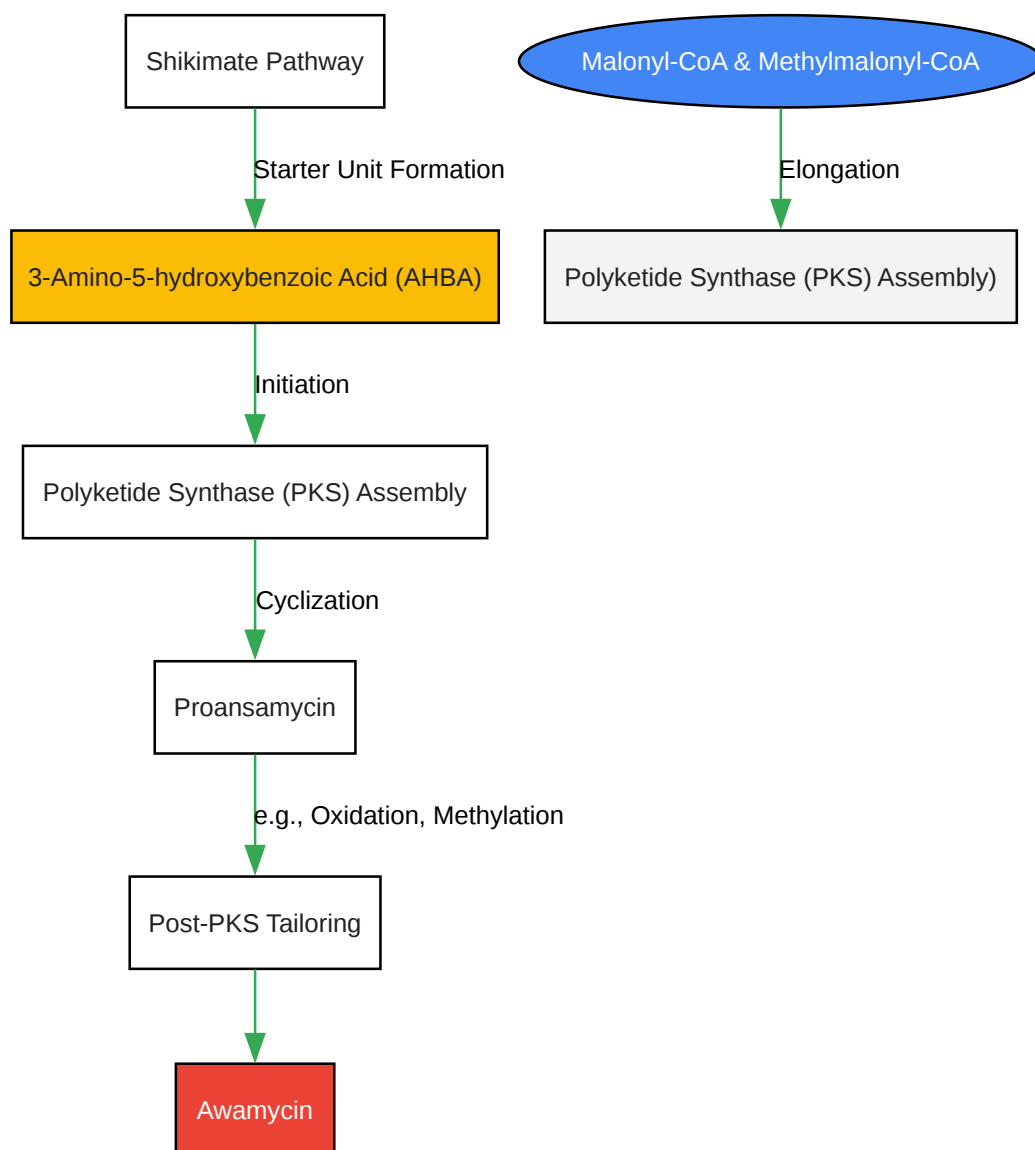 Shikimate Pathway
Malonyl-CoA & Methylmalonyl-CoA
Starter Unit Formation
Elongation
3-Amino-5-hydroxybenzoic Acid (AHBA)
Polyketide Synthase (PKS) Assembly)
Initiation
Polyketide Synthase (PKS) Assembly
Cyclization
Proansamycin
e.g., Oxidation, Methylation
Post-PKS Tailoring
Awamycin